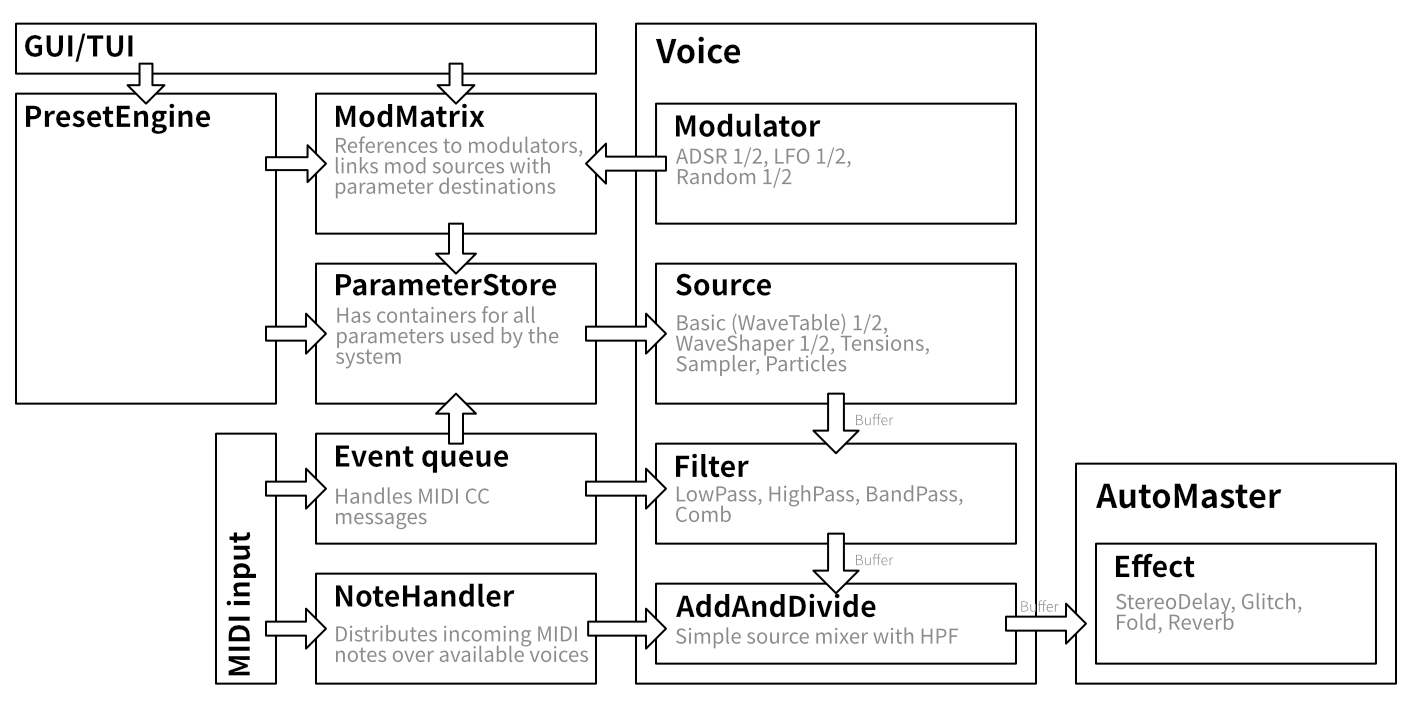 GUI/TUI
PresetEngine
ModMatrix
References to modulators,
links mod sources with
parameter destinations
ParameterStore
Has containers for all
parameters used by the
system
MIDI input
Event queue
Handles MIDI CC
messages
NoteHandler
Distributes incoming MIDI
notes over available voices
Voice
Modulator
ADSR 1/2, LFO 1/2,
Random 1/2
Source
Basic (WaveTable) 1/2,
WaveShaper 1/2, Tensions,
Sampler, Particles
Buffer
Filter
LowPass, HighPass, BandPass,
Comb
Buffer
AddAndDivide
Simple source mixer with HPF
Buffer
AutoMaster
Effect
StereoDelay, Glitch,
Fold, Reverb